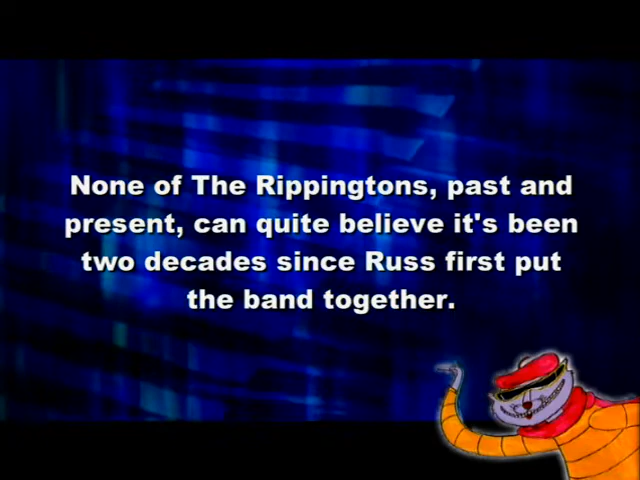 None of The Rippingtons, past and
present, can quite believe it's been
two decades since Russ first put
the band together.